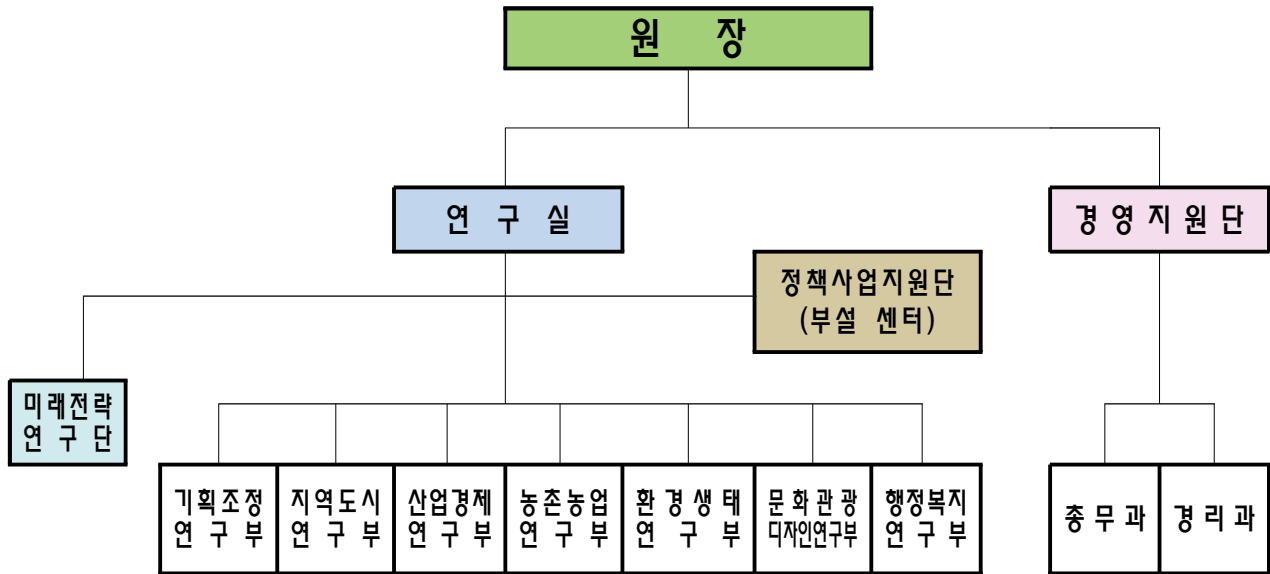 원 장
연 구 실
경 영 지 원 단
정책사업지원단
(부설 센터)
미래전략
연 구 단
기획조정
연 구 부
지역도시
연 구 부
산업경제
연 구 부
농촌농업
연 구 부
환경생태
연 구 부
문화관광
디자인연구부
행정복지
연 구 부
총무과
경리과